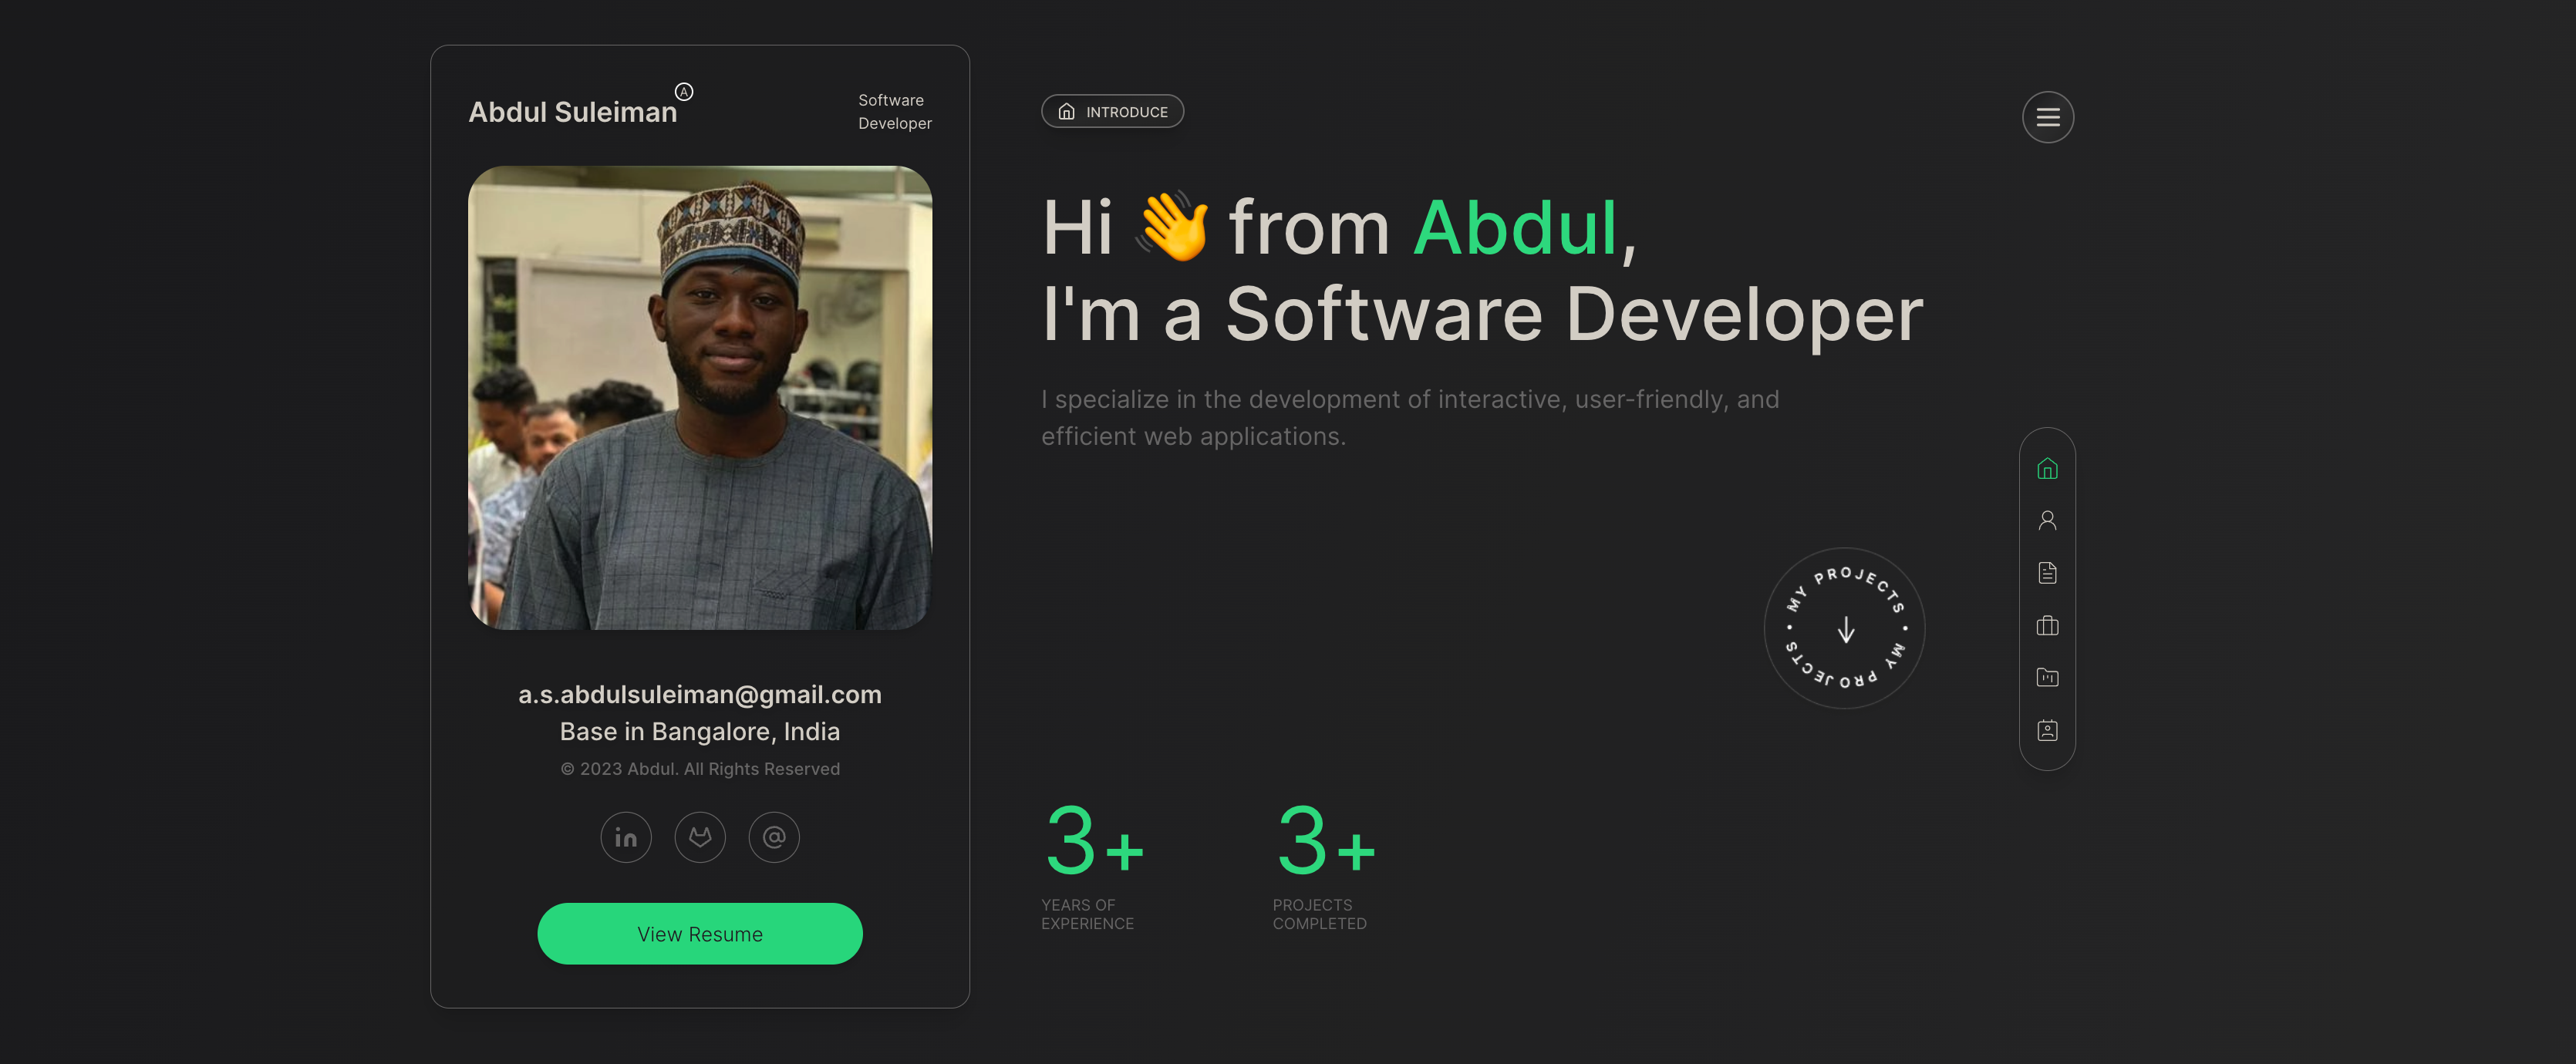 Abdul Suleiman
A
Software
Developer
a.s.abdulsuleiman@gmail.com
Base in Bangalore, India
© 2023 Abdul. All Rights Reserved
in
@
View Resume
INTRODUCE
Hi 👋 from Abdul,
I'm a Software Developer
I specialize in the development of interactive, user-friendly, and
efficient web applications.
MY PROJECTS • MY PROJECTS •
3+
YEARS OF
EXPERIENCE
3+
PROJECTS
COMPLETED